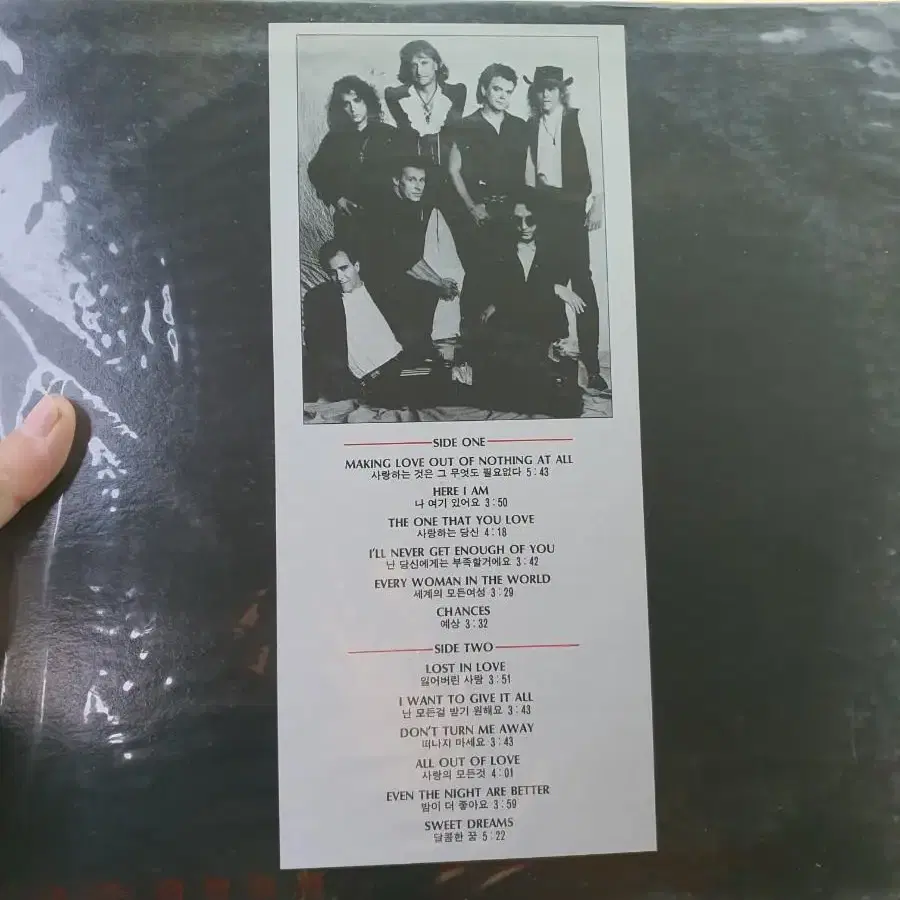 SIDE ONE
MAKING LOVE OUT OF NOTHING AT ALL
사랑하는 것은 그 무엇도 필요없다 5:43
HERE I AM
나 여기 있어요 3:50
THE ONE THAT YOU LOVE
사랑하는 당신 4:18
I'LL NEVER GET ENOUGH OF YOU
난 당신에게는 부족할거에요 3:42
EVERY WOMAN IN THE WORLD
세계의 모든여성 3:29
CHANCES
예상 3:32
SIDE TWO
LOST IN LOVE
잃어버린 사랑 3:51
I WANT TO GIVE IT ALL
난 모든걸 받기 원해요 3:43
DON'T TURN ME AWAY
떠나지 마세요 3:43
ALL OUT OF LOVE
사랑의 모든것 4:01
EVEN THE NIGHT ARE BETTER
밤이 더 좋아요 3:59
SWEET DREAMS
달콤한 꿈 5:22